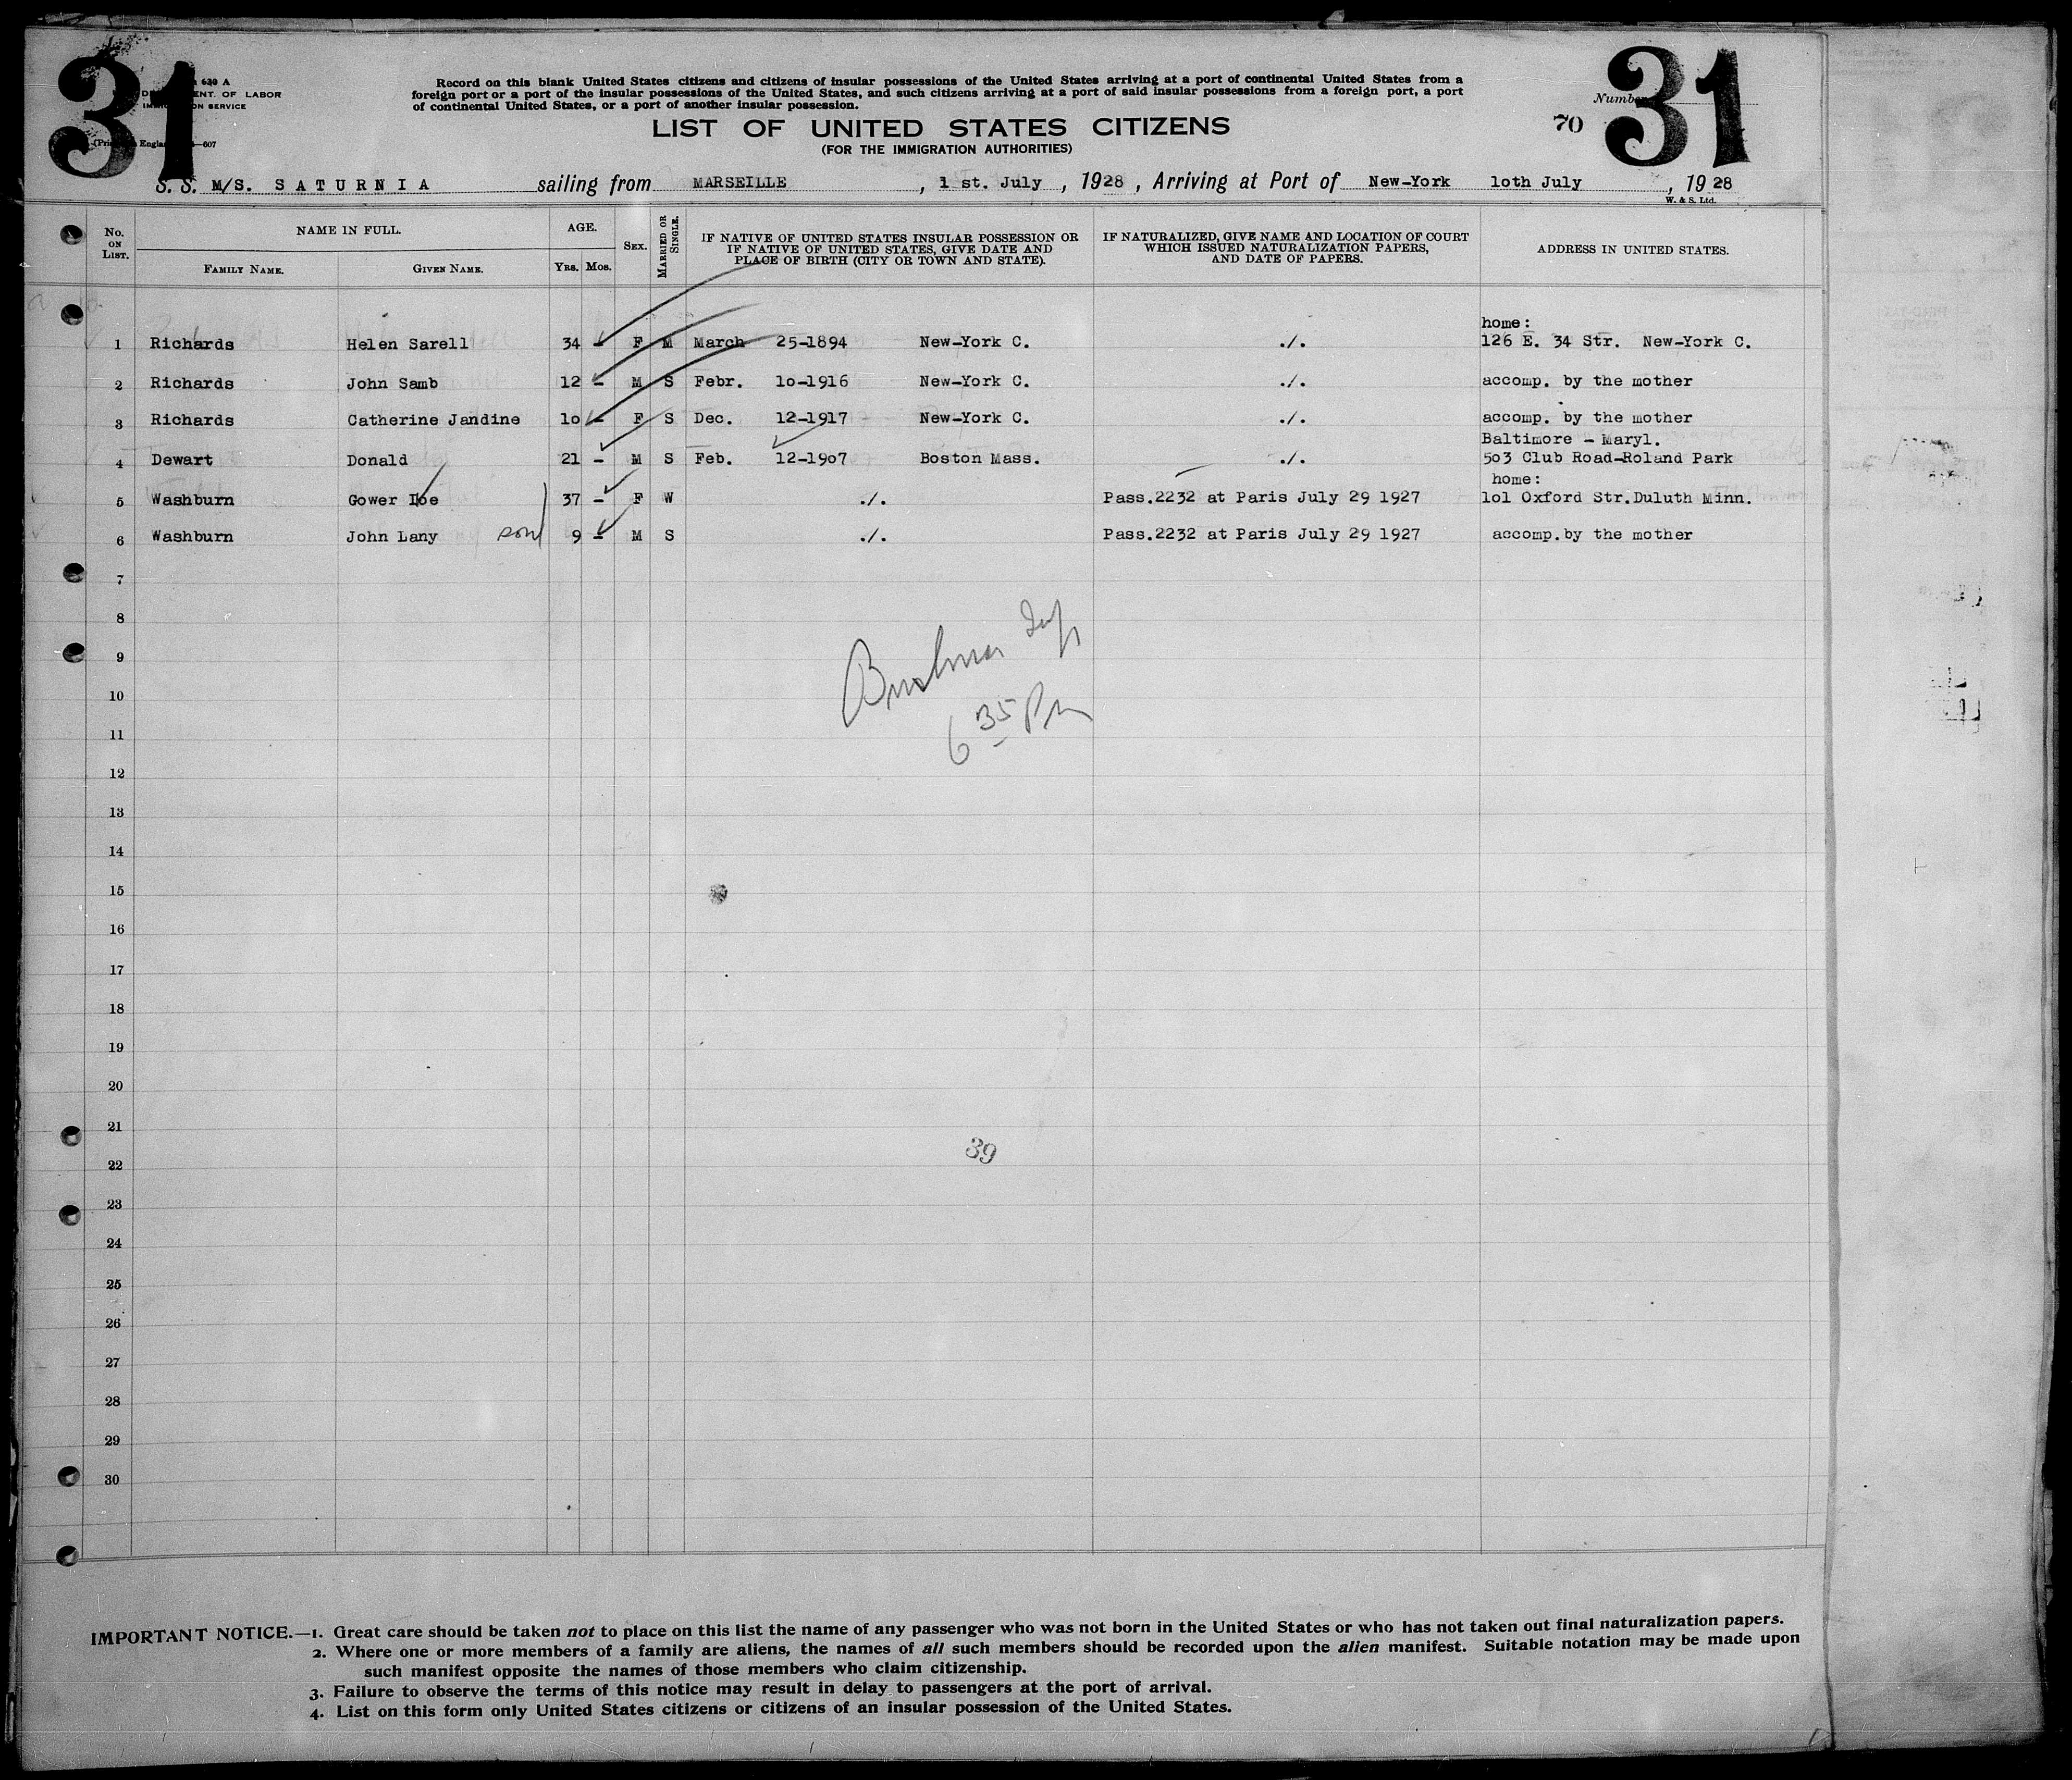 31
630 A
OF LABOR
SERVICE
—607
Record on this blank United States citizens and citizens of insular possessions of the United States arriving at a port of continental United States from a
foreign port or a port of the insular possessions of the United States, and such citizens arriving at a port of said insular possessions from a foreign port, a port
of continental United States, or a port of another insular possession.
LIST OF UNITED STATES CITIZENS
(FOR THE IMMIGRATION AUTHORITIES)
Number
70
31
S. S. M/S. SATURNIA sailing from MARSEILLE , 1 st. July , 1928 , Arriving at Port of New-York 1oth July , 1928
W. & S. Ltd.
No. ON LIST. NAME IN FULL. FAMILY NAME. GIVEN NAME. AGE. YRS. MOS. SEX. MARRIED OR SINGLE. IF NATIVE OF UNITED STATES INSULAR POSSESSION OR IF NATIVE OF UNITED STATES, GIVE DATE AND PLACE OF BIRTH (CITY OR TOWN AND STATE). IF NATURALIZED, GIVE NAME AND LOCATION OF COURT WHICH ISSUED NATURALIZATION PAPERS, AND DATE OF PAPERS. ADDRESS IN UNITED STATES.
home:
1 Richards Helen Sarell 34 - F M March 25-1894 New-York C. ./. 126 E. 34 Str. New-York C.
2 Richards John Samb 12 - M S Febr. 1o-1916 New-York C. ./. accomp. by the mother
3 Richards Catherine Jandine 1o - F S Dec. 12-1917 New-York C. ./. accomp. by the mother
Baltimore - Maryl.
4 Dewart Donald 21 - M S Feb. 12-19o7 Boston Mass. ./. 5o3 Club Road-Roland Park
home:
5 Washburn Gower 37 - F W ./. Pass.2232 at Paris July 29 1927 1o1 Oxford Str.Duluth Minn.
6 Washburn John Lany son 9 - M S ./. Pass.2232 at Paris July 29 1927 accomp.by the mother
7
8
9
10
6 35 Pm
11
12
13
14
15
16
17
18
19
20
21
39
22
23
24
25
26
27
28
29
30
IMPORTANT NOTICE.—1. Great care should be taken not to place on this list the name of any passenger who was not born in the United States or who has not taken out final naturalization papers.
2. Where one or more members of a family are aliens, the names of all such members should be recorded upon the alien manifest. Suitable notation may be made upon
such manifest opposite the names of those members who claim citizenship.
3. Failure to observe the terms of this notice may result in delay to passengers at the port of arrival.
4. List on this form only United States citizens or citizens of an insular possession of the United States.